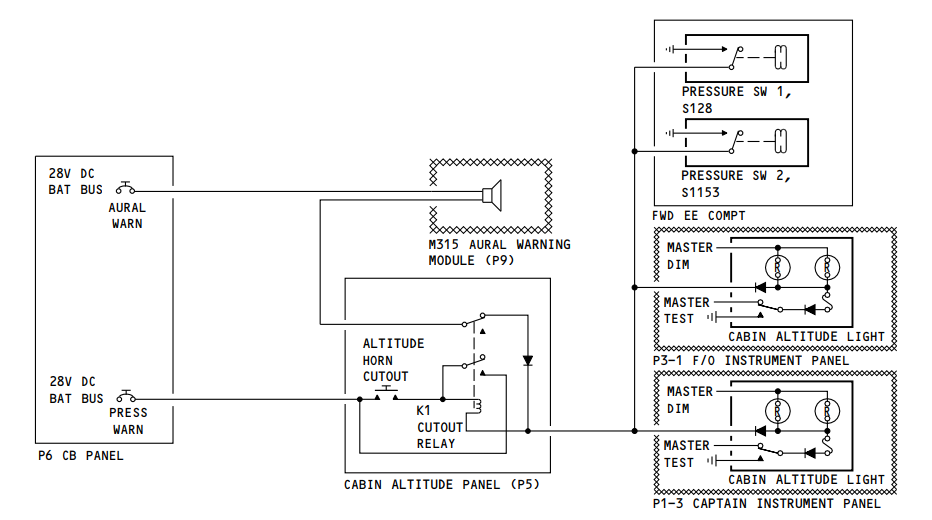 28V DC
BAT BUS
AURAL
WARN
28V DC
BAT BUS
PRESS
WARN
P6 CB PANEL
M315 AURAL WARNING
MODULE (P9)
ALTITUDE
HORN
CUTOUT
K1
CUTOUT
RELAY
CABIN ALTITUDE PANEL (P5)
PRESSURE SW 1,
S128
PRESSURE SW 2,
S1153
FWD EE COMPT
MASTER
DIM
R
R
MASTER
TEST
CABIN ALTITUDE LIGHT
P3-1 F/O INSTRUMENT PANEL
MASTER
DIM
R
R
MASTER
TEST
CABIN ALTITUDE LIGHT
P1-3 CAPTAIN INSTRUMENT PANEL